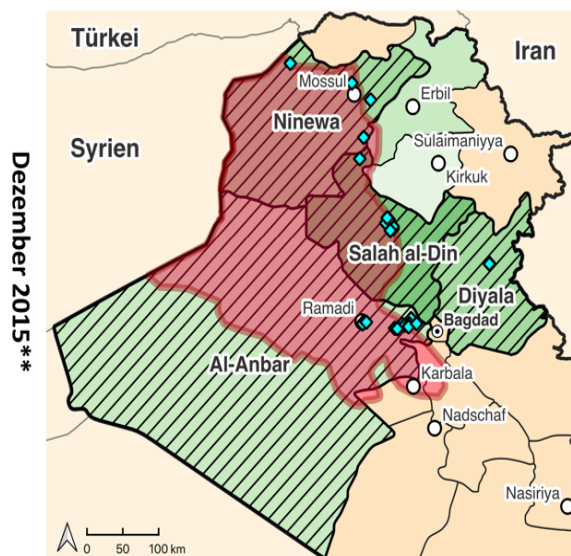 Türkei
Iran
Mossul
Erbil
Ninewa
Sulaimaniyya
Syrien
Kirkuk
Dezember 2015**
Salah al-Din
Diyala
Ramadi
Bagdad
Al-Anbar
Karbala
Nadschaf
Nasiriya
0 50 100 km